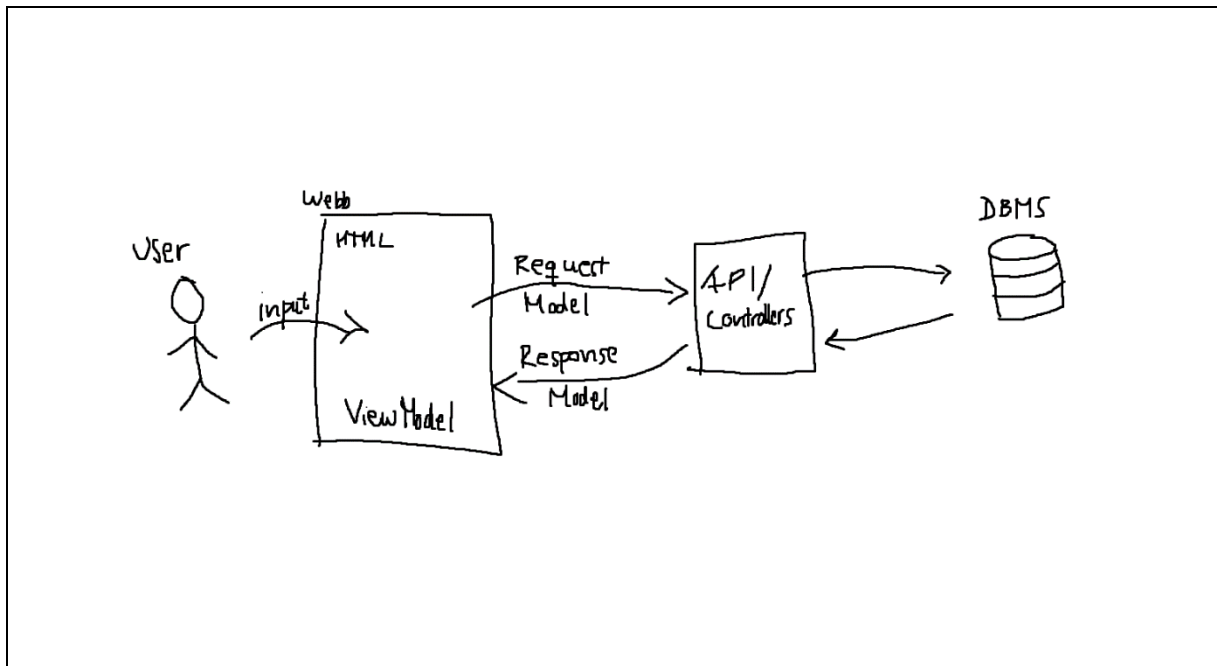 User
input
Webb
HTML
ViewModel
Request
Model
Response
Model
API/
Controllers
DBMS